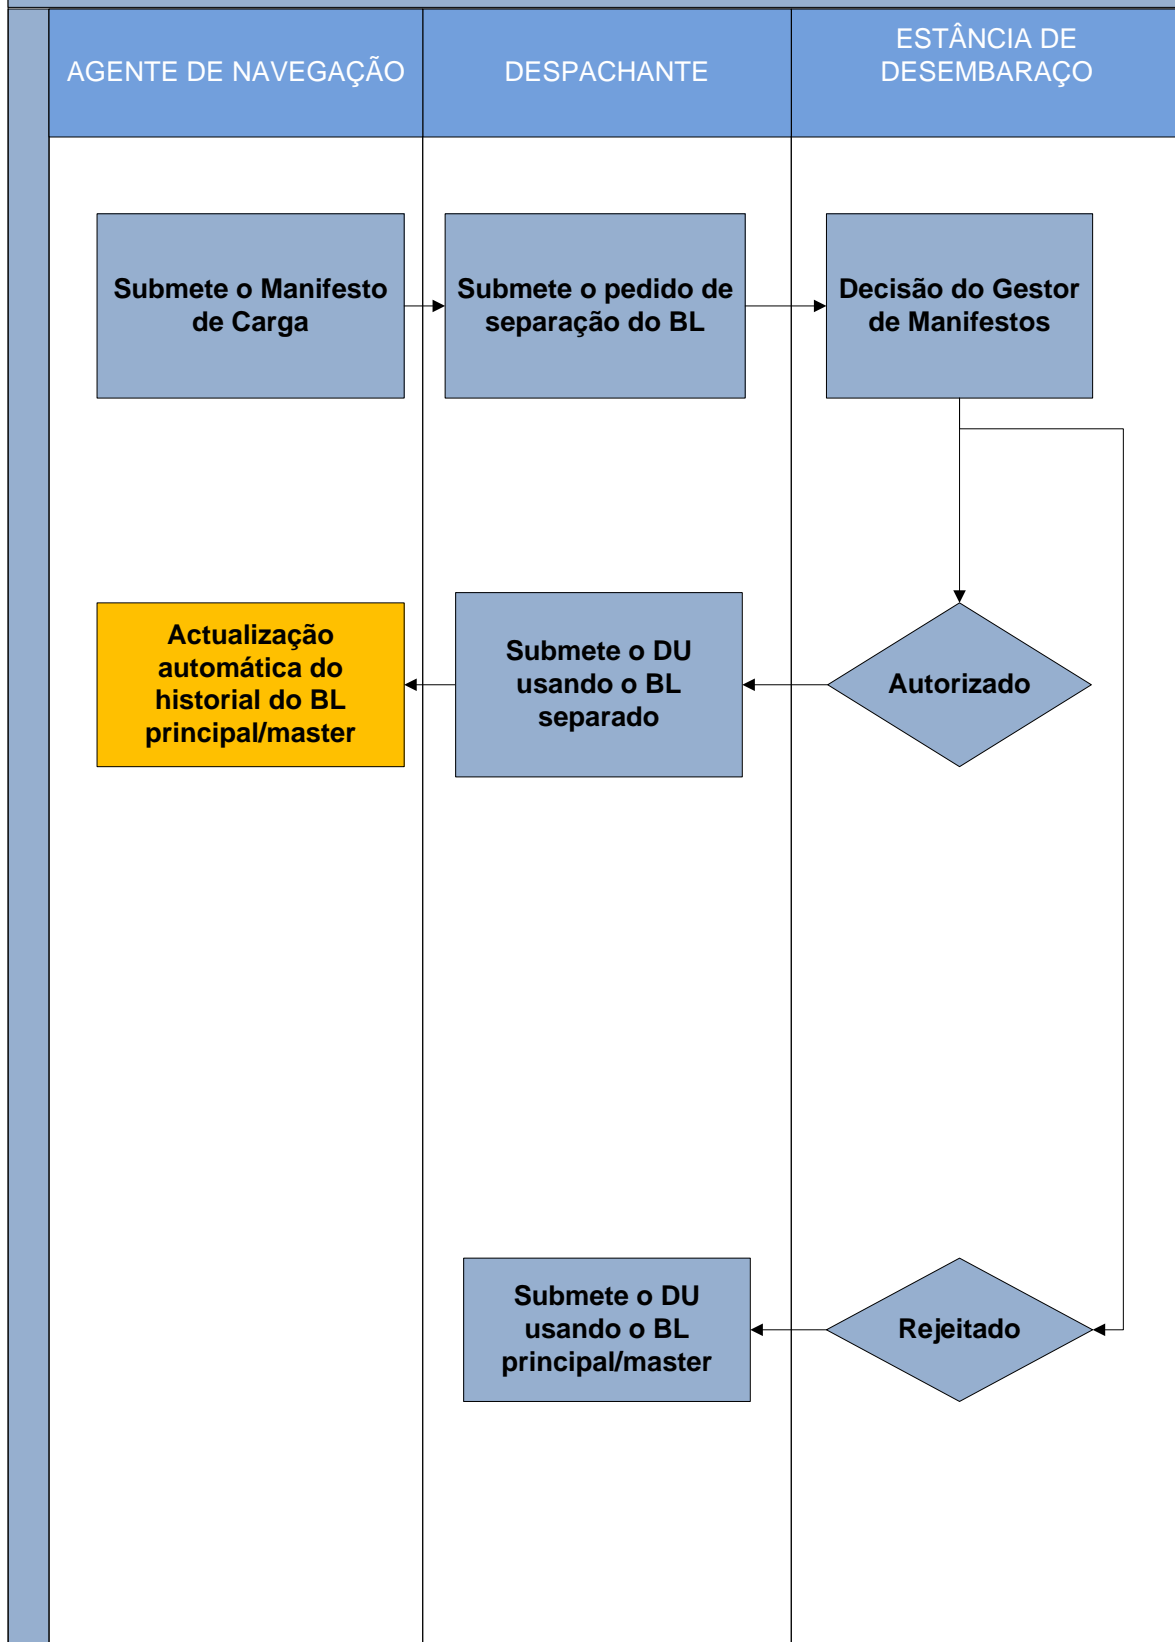 AGENTE DE NAVEGAÇÃO
DESPACHANTE
ESTÂNCIA DE
DESEMBARAÇO
Submete o Manifesto
de Carga
Submete o pedido de
separação do BL
Decisão do Gestor
de Manifestos
Actualização
automática do
historial do BL
principal/master
Submete o DU
usando o BL
separado
Autorizado
Submete o DU
usando o BL
principal/master
Rejeitado